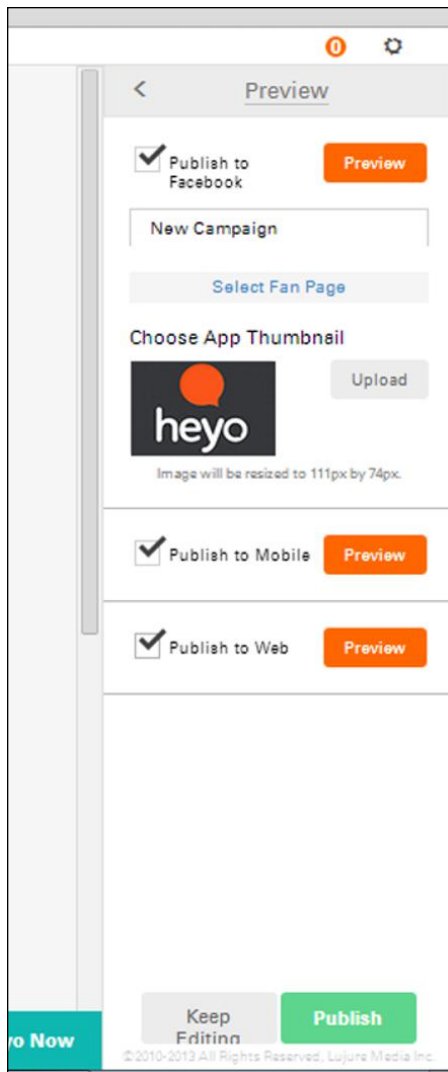 0
Preview
Publish to
Facebook
Preview
New Campaign
Select Fan Page
Choose App Thumbnail
heyo
Upload
Image will be resized to 111px by 74px.
Publish to Mobile
Preview
Publish to Web
Preview
Keep
Editing
Publish
yo Now
©2010-2013 All Rights Reserved, Lujure Media Inc.